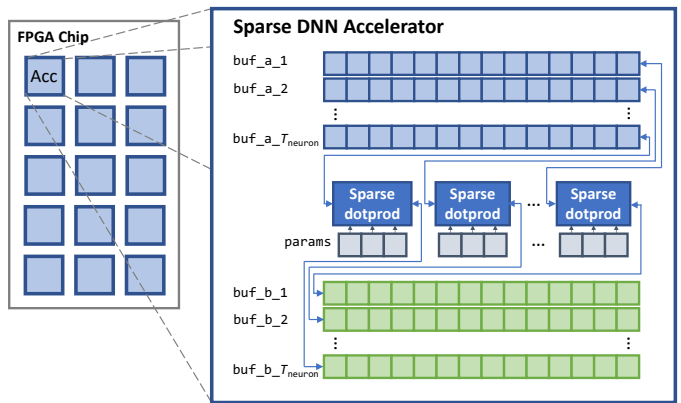 FPGA Chip
Acc
Sparse DNN Accelerator
buf_a_1
buf_a_2
⋮ ⋮
buf_a_Tneuron
Sparse dotprod
Sparse dotprod
...
Sparse dotprod
params
...
buf_b_1
buf_b_2
⋮ ⋮
buf_b_Tneuron